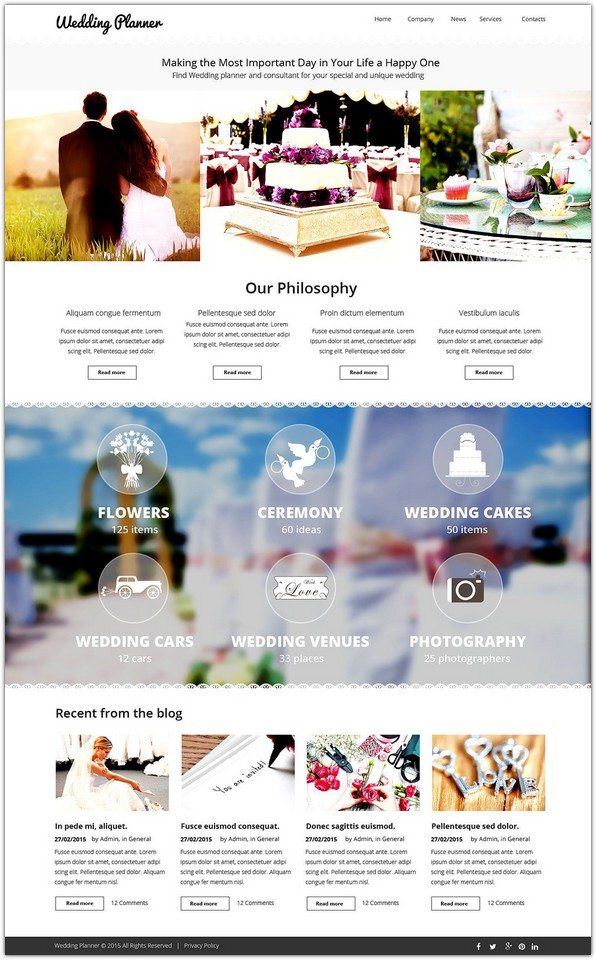 Wedding Planner
Home Company News Services Contacts
Making the Most Important Day in Your Life a Happy One
Find Wedding planner and consultant for your special and unique wedding
Our Philosophy
Aliquam congue fermentum
Fusce euismod consequat ante. Lorem
ipsum dolor sit amet, consectetuer adipi
scing elit. Pellentesque sed dolor.
Read more
Pellentesque sed dolor
Fusce euismod consequat ante. Lorem
ipsum dolor sit amet, consectetuer adipi
scing elit. Pellentesque sed dolor.
Read more
Proin dictum elementum
Fusce euismod consequat ante. Lorem
ipsum dolor sit amet, consectetuer adipi
scing elit. Pellentesque sed dolor.
Read more
Vestibulum iaculis
Fusce euismod consequat ante. Lorem
ipsum dolor sit amet, consectetuer adipi
scing elit. Pellentesque sed dolor.
Read more
FLOWERS
125 items
CEREMONY
60 ideas
WEDDING CAKES
50 items
WEDDING CARS
12 cars
With
Love
WEDDING VENUES
33 places
PHOTOGRAPHY
25 photographers
Recent from the blog
In pede mi, aliquet.
27/02/2015 by Admin, in General
Fusce euismod consequat ante. Lorem
ipsum dolor sit amet, consectetuer adipi
scing elit. Pellentesque sed dolor. Aliquam
congue fermentum nisl.
Read more 12 Comments
You are invited!
Fusce euismod consequat.
27/02/2015 by Admin, in General
Fusce euismod consequat ante. Lorem
ipsum dolor sit amet, consectetuer adipi
scing elit. Pellentesque sed dolor. Aliquam
congue fermentum nisl.
Read more 12 Comments
Donec sagittis euismod.
27/02/2015 by Admin, in General
Fusce euismod consequat ante. Lorem
ipsum dolor sit amet, consectetuer adipi
scing elit. Pellentesque sed dolor. Aliquam
congue fermentum nisl.
Read more 12 Comments
LOVE
Pellentesque sed dolor.
27/02/2015 by Admin, in General
Fusce euismod consequat ante. Lorem
ipsum dolor sit amet, consectetuer adipi
scing elit. Pellentesque sed dolor. Aliquam
congue fermentum nisl.
Read more 12 Comments
Wedding Planner © 2015 All Rights Reserved | Privacy Policy